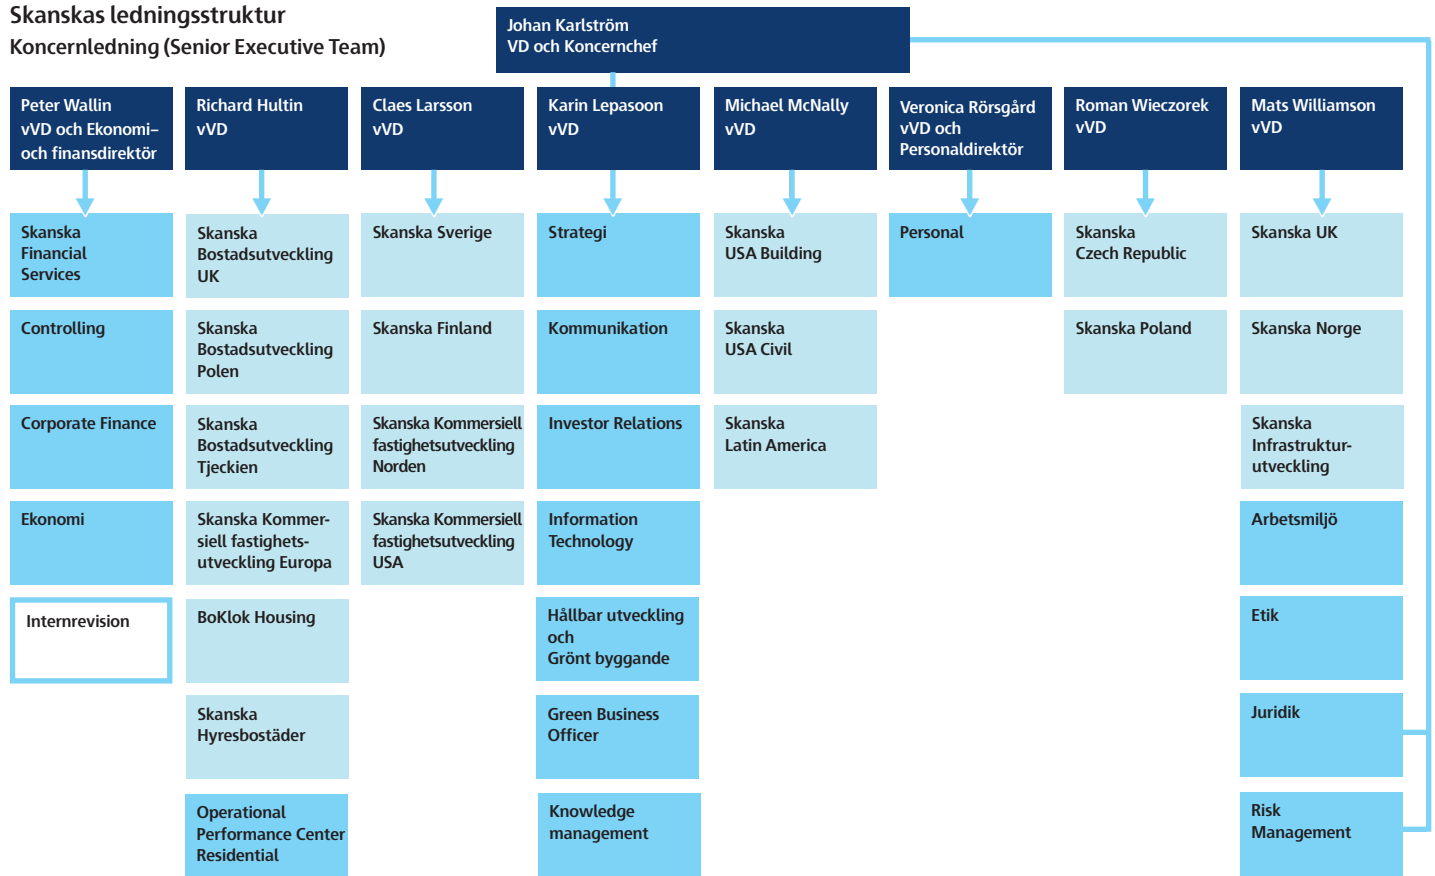 Skanskas ledningsstruktur
Koncernledning (Senior Executive Team)
Johan Karlström
VD och Koncernchef
Peter Wallin
vVD och Ekonomi–
och finansdirektör
Richard Hultin
vVD
Claes Larsson
vVD
Karin Lepasoon
vVD
Michael McNally
vVD
Veronica Rörsgård
vVD och
Personaldirektör
Roman Wieczorek
vVD
Mats Williamson
vVD
Skanska
Financial
Services
Controlling
Corporate Finance
Ekonomi
Internrevision
Skanska
Bostadsutveckling
UK
Skanska
Bostadsutveckling
Polen
Skanska
Bostadsutveckling
Tjeckien
Skanska Kommer-
siell fastighets-
utveckling Europa
BoKlok Housing
Skanska
Hyresbostäder
Operational
Performance Center
Residential
Skanska Sverige
Skanska Finland
Skanska Kommersiell
fastighetsutveckling
Norden
Skanska Kommersiell
fastighetsutveckling
USA
Strategi
Kommunikation
Investor Relations
Information
Technology
Hållbar utveckling
och
Grönt byggande
Green Business
Officer
Knowledge
management
Skanska
USA Building
Skanska
USA Civil
Skanska
Latin America
Personal
Skanska
Czech Republic
Skanska Poland
Skanska UK
Skanska Norge
Skanska
Infrastruktur-
utveckling
Arbetsmiljö
Etik
Juridik
Risk
Management